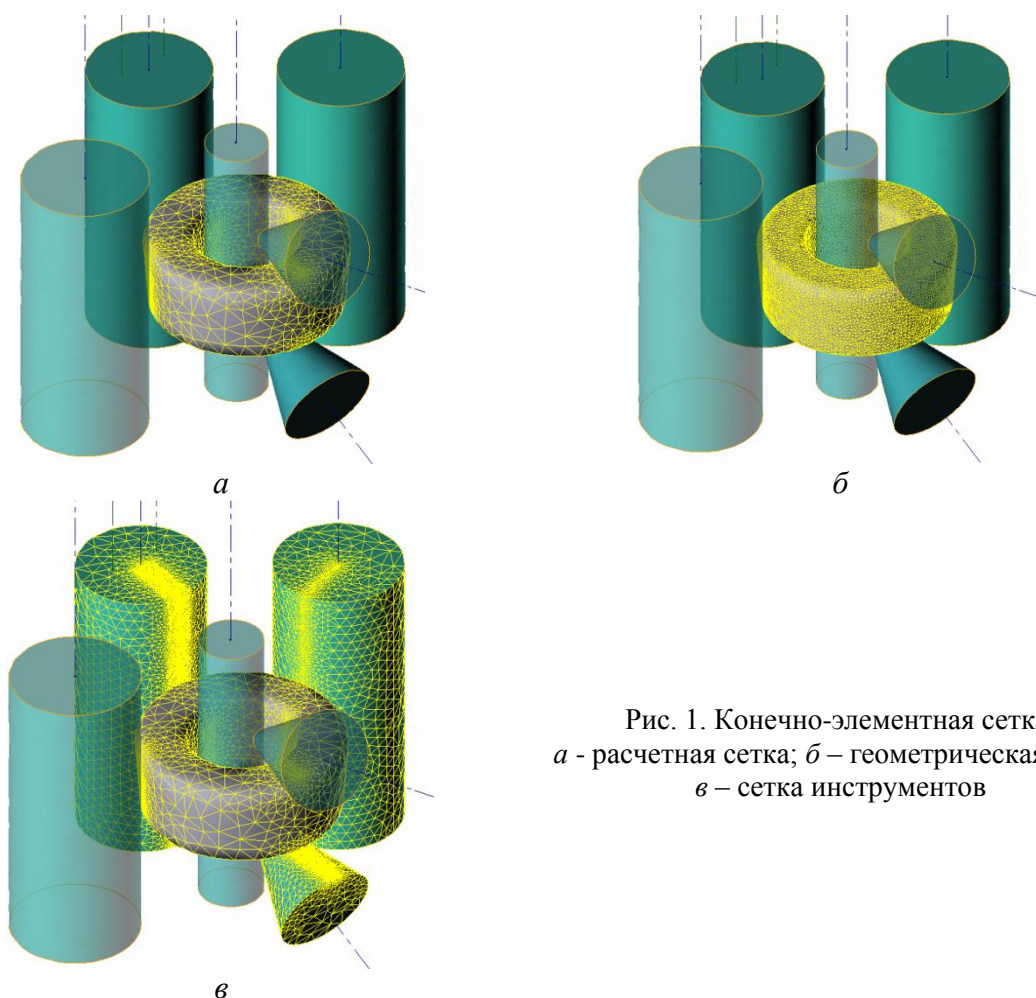 а
б
в
Рис. 1. Конечно-элементная сетк
а - расчетная сетка; б – геометрическая
в – сетка инструментов